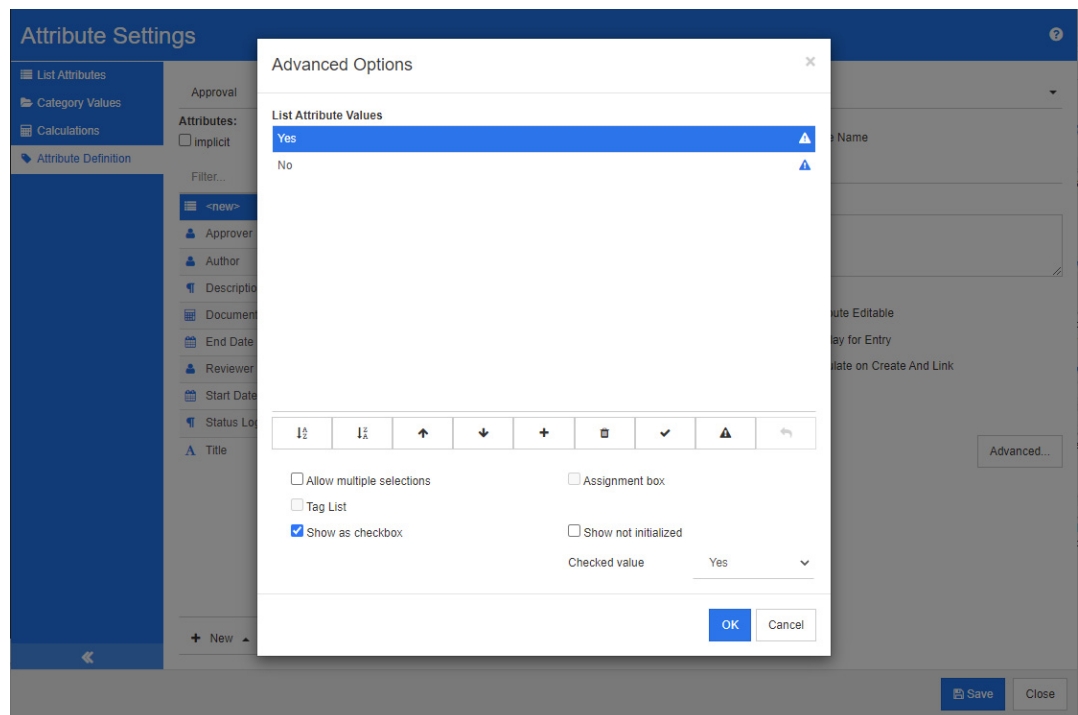 Attribute Settings
List Attributes
Category Values
Calculations
Attribute Definition
Approval
Attributes:
implicit
Filter...
<new>
Approver
Author
Descriptio
Document
End Date
Reviewer
Start Date
Status Log
Title
New
Advanced Options
×
List Attribute Values
Yes
No
Allow multiple selections
Assignment box
Tag List
Show as checkbox
Show not initialized
Checked value
Yes
OK
Cancel
Name
ute Editable
lay for Entry
late on Create And Link
Advanced...
Save
Close